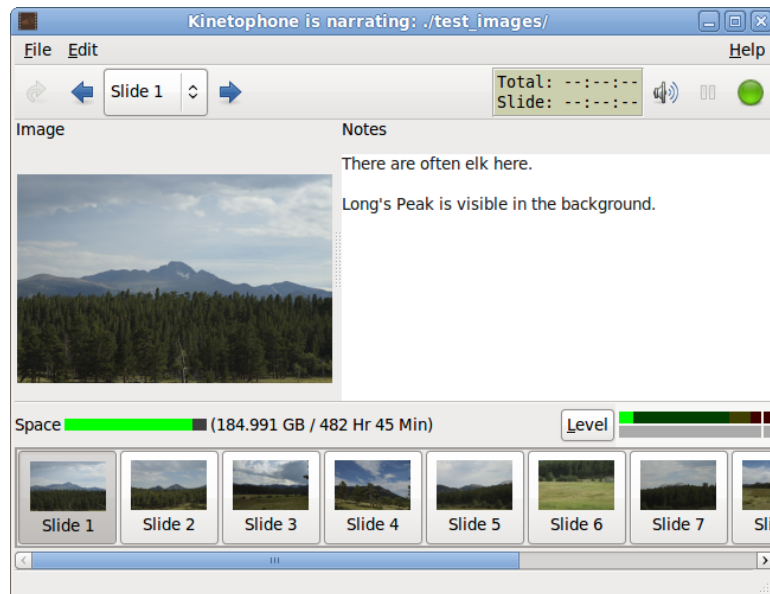 Kinetophone is narrating: ./test_images/
File Edit Help
Slide 1
Total: --:--:--
Slide: --:--:--
Image Notes
There are often elk here.
Long's Peak is visible in the background.
Space (184.991 GB / 482 Hr 45 Min) Level
Slide 1 Slide 2 Slide 3 Slide 4 Slide 5 Slide 6 Slide 7 Sl